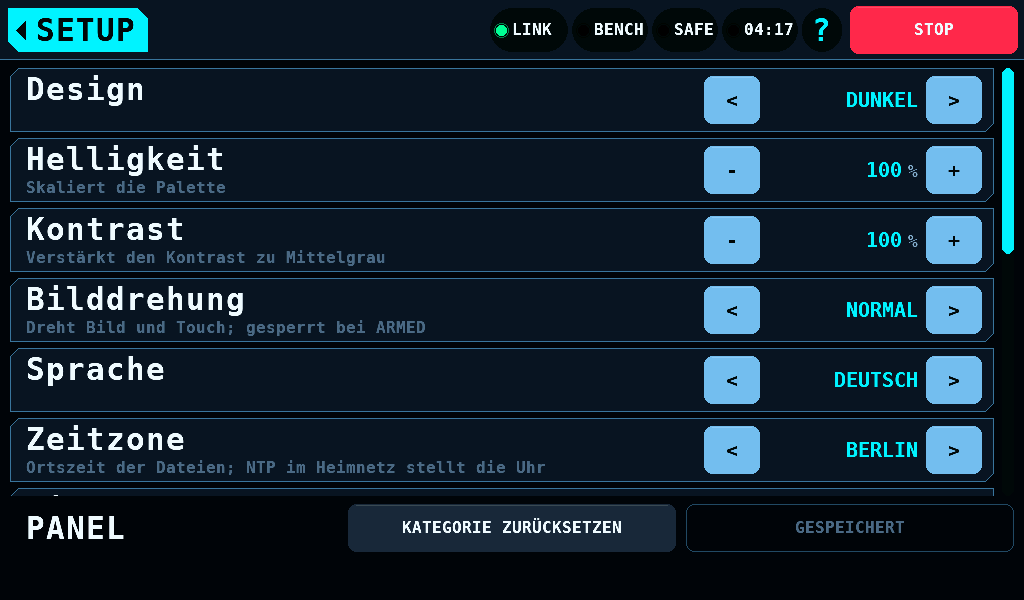 SETUP
LINK
BENCH
SAFE
04:17
?
STOP
Design
< DUNKEL >
Helligkeit
Skaliert die Palette
- 100 % +
Kontrast
Verstärkt den Kontrast zu Mittelgrau
- 100 % +
Bilddrehung
Dreht Bild und Touch; gesperrt bei ARMED
< NORMAL >
Sprache
< DEUTSCH >
Zeitzone
Ortszeit der Dateien; NTP im Heimnetz stellt die Uhr
< BERLIN >
PANEL
KATEGORIE ZURÜCKSETZEN
GESPEICHERT